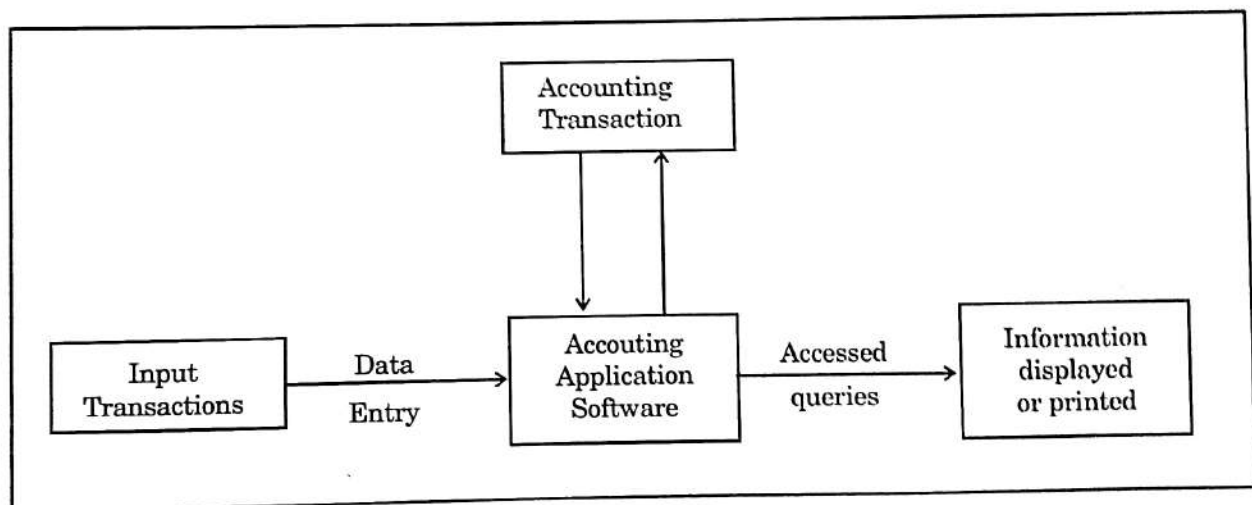 Accounting
Transaction
Input
Transactions
Data
Entry
Accouting
Application
Software
Accessed
queries
Information
displayed
or printed